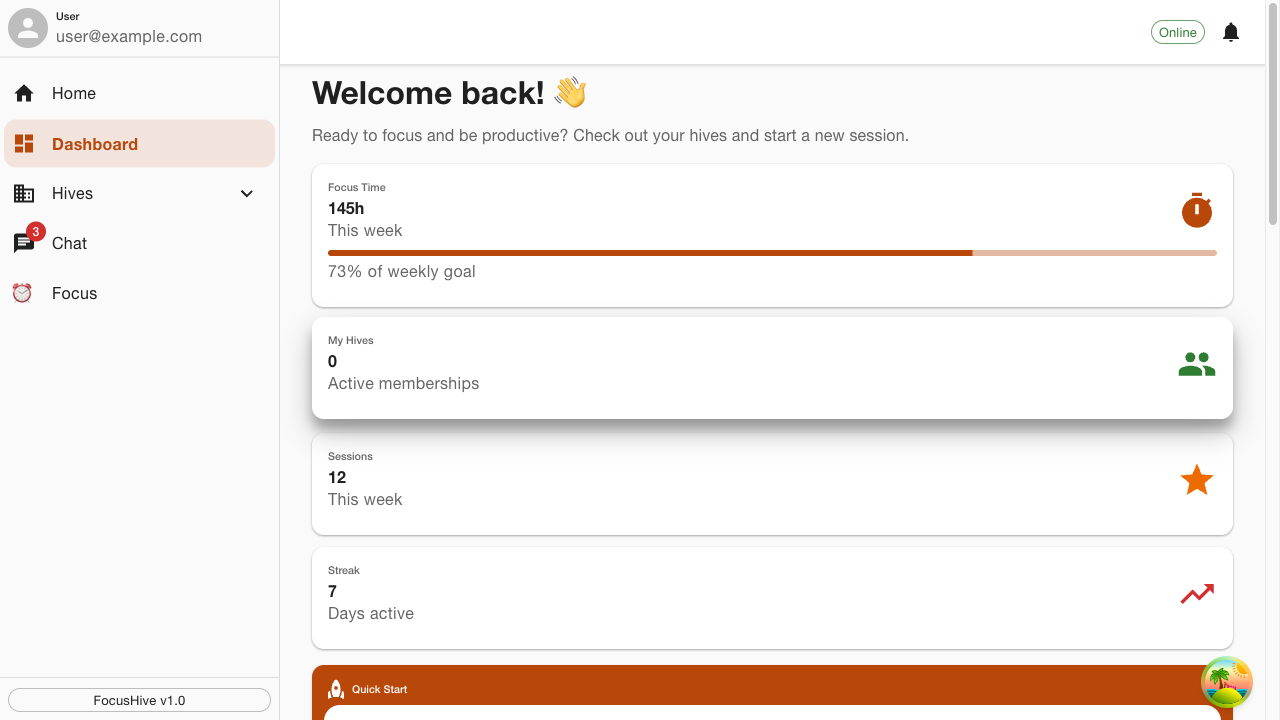 User
user@example.com
Home
Dashboard
Hives
3
Chat
Focus
FocusHive v1.0
Online
Welcome back! 👋
Ready to focus and be productive? Check out your hives and start a new session.
Focus Time
145h
This week
73% of weekly goal
My Hives
0
Active memberships
Sessions
12
This week
Streak
7
Days active
Quick Start